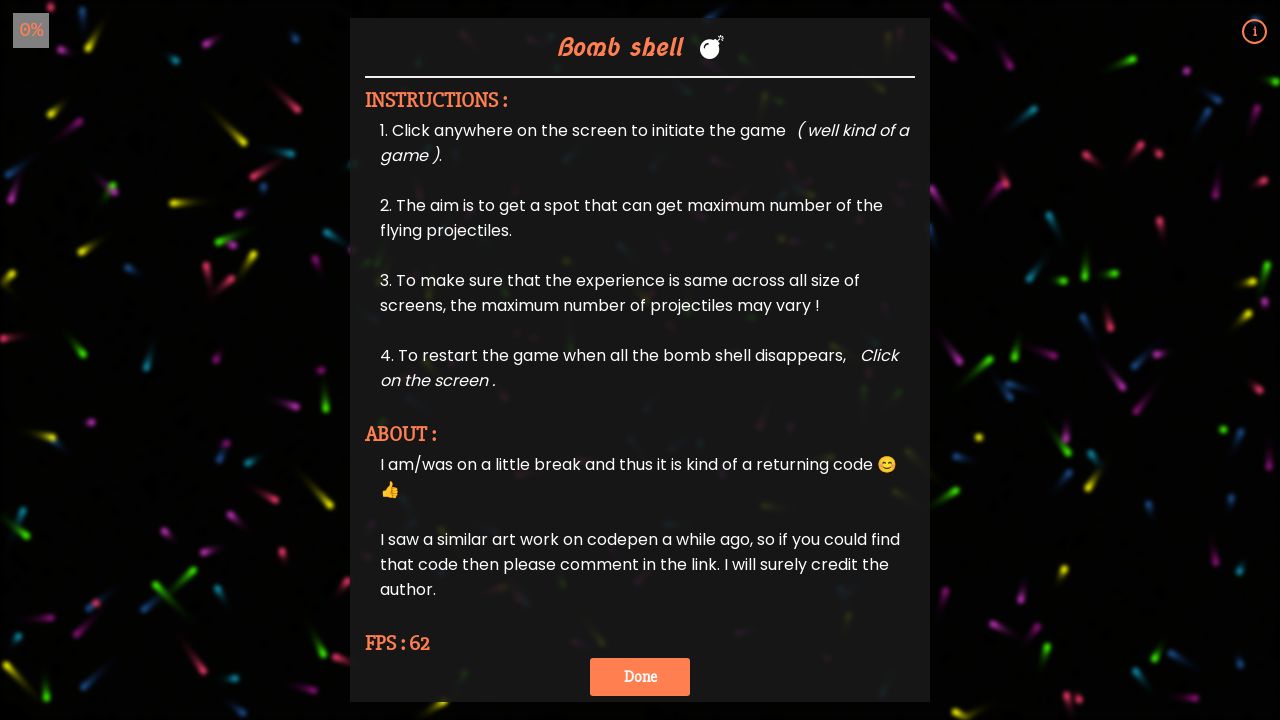 0%
i
Bomb shell 💣
INSTRUCTIONS :
1. Click anywhere on the screen to initiate the game ( well kind of a
game ).
2. The aim is to get a spot that can get maximum number of the
flying projectiles.
3. To make sure that the experience is same across all size of
screens, the maximum number of projectiles may vary !
4. To restart the game when all the bomb shell disappears, Click
on the screen .
ABOUT :
I am/was on a little break and thus it is kind of a returning code 😊
👍
I saw a similar art work on codepen a while ago, so if you could find
that code then please comment in the link. I will surely credit the
author.
FPS : 62
Done